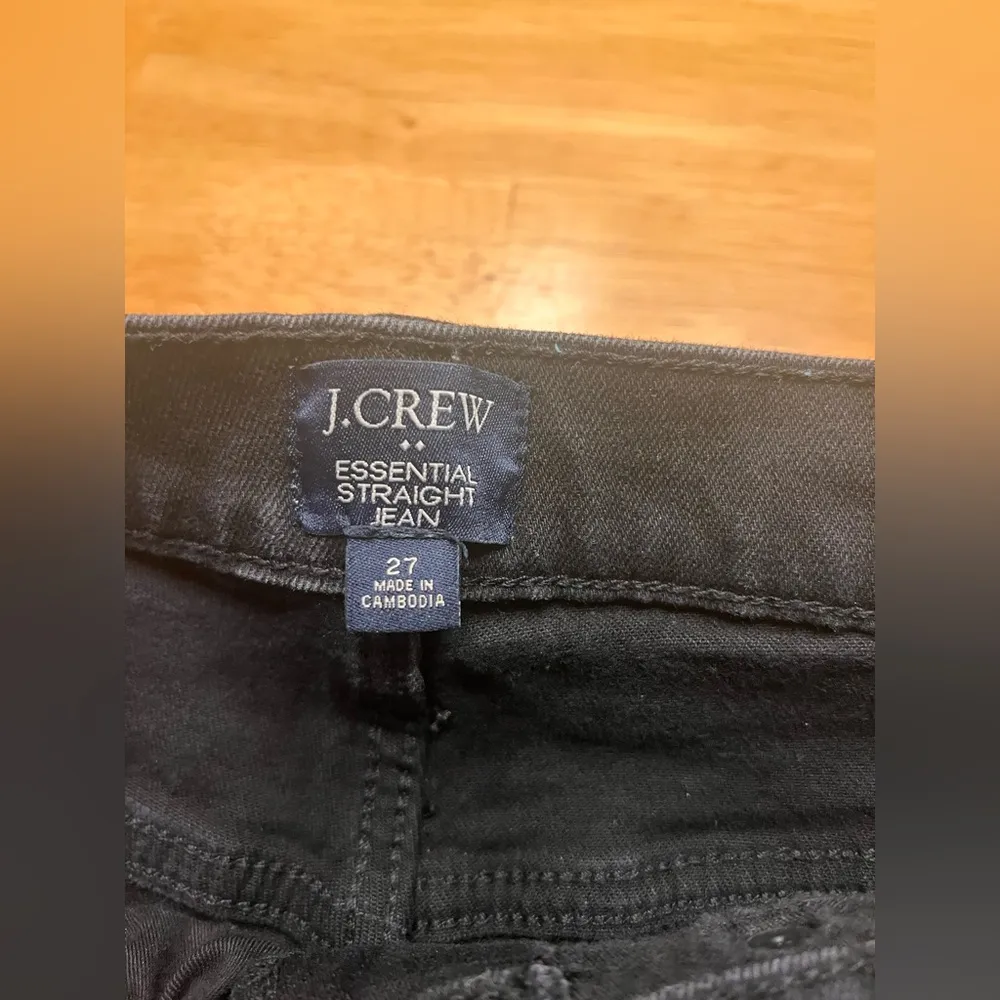 J.CREW
ESSENTIAL
STRAIGHT
JEAN
27
MADE IN
CAMBODIA